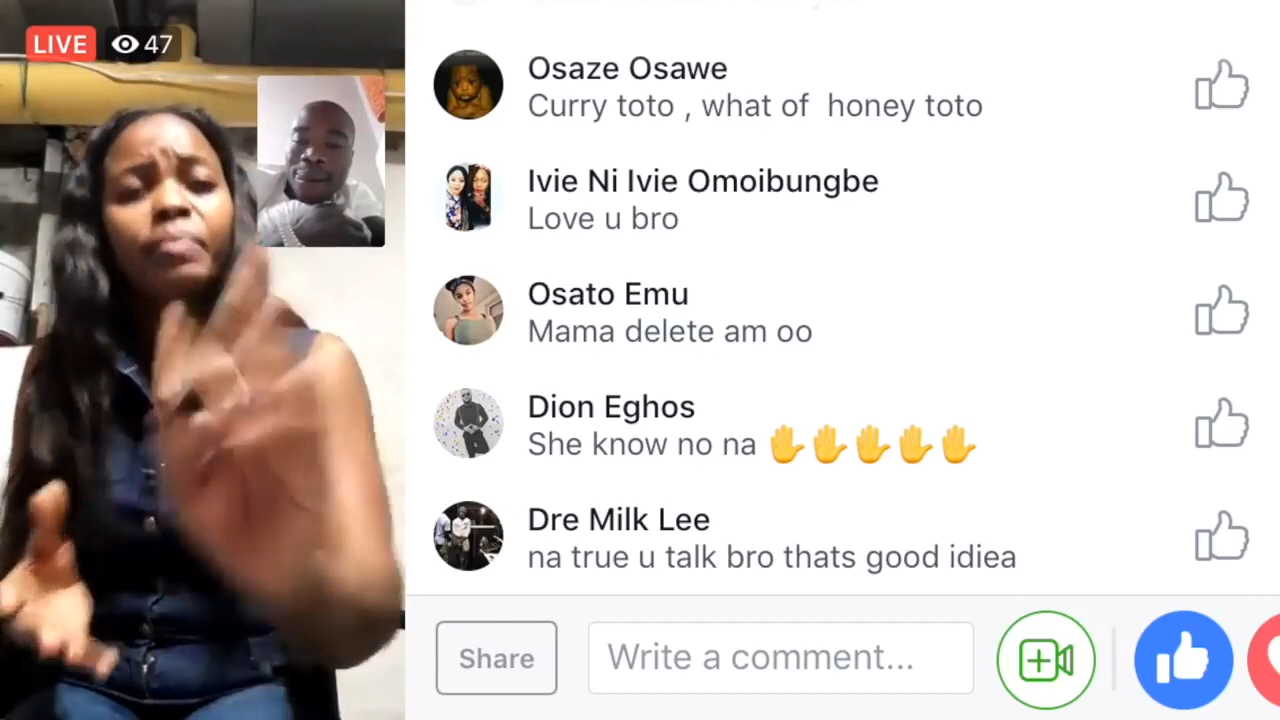 LIVE 47
Osaze Osawe
Curry toto , what of  honey toto
Ivie Ni Ivie Omoibungbe
Love u bro
Osato Emu
Mama delete am oo
Dion Eghos
She know no na ✋✋✋✋✋
Dre Milk Lee
na true u talk bro thats good idiea
Share
Write a comment...